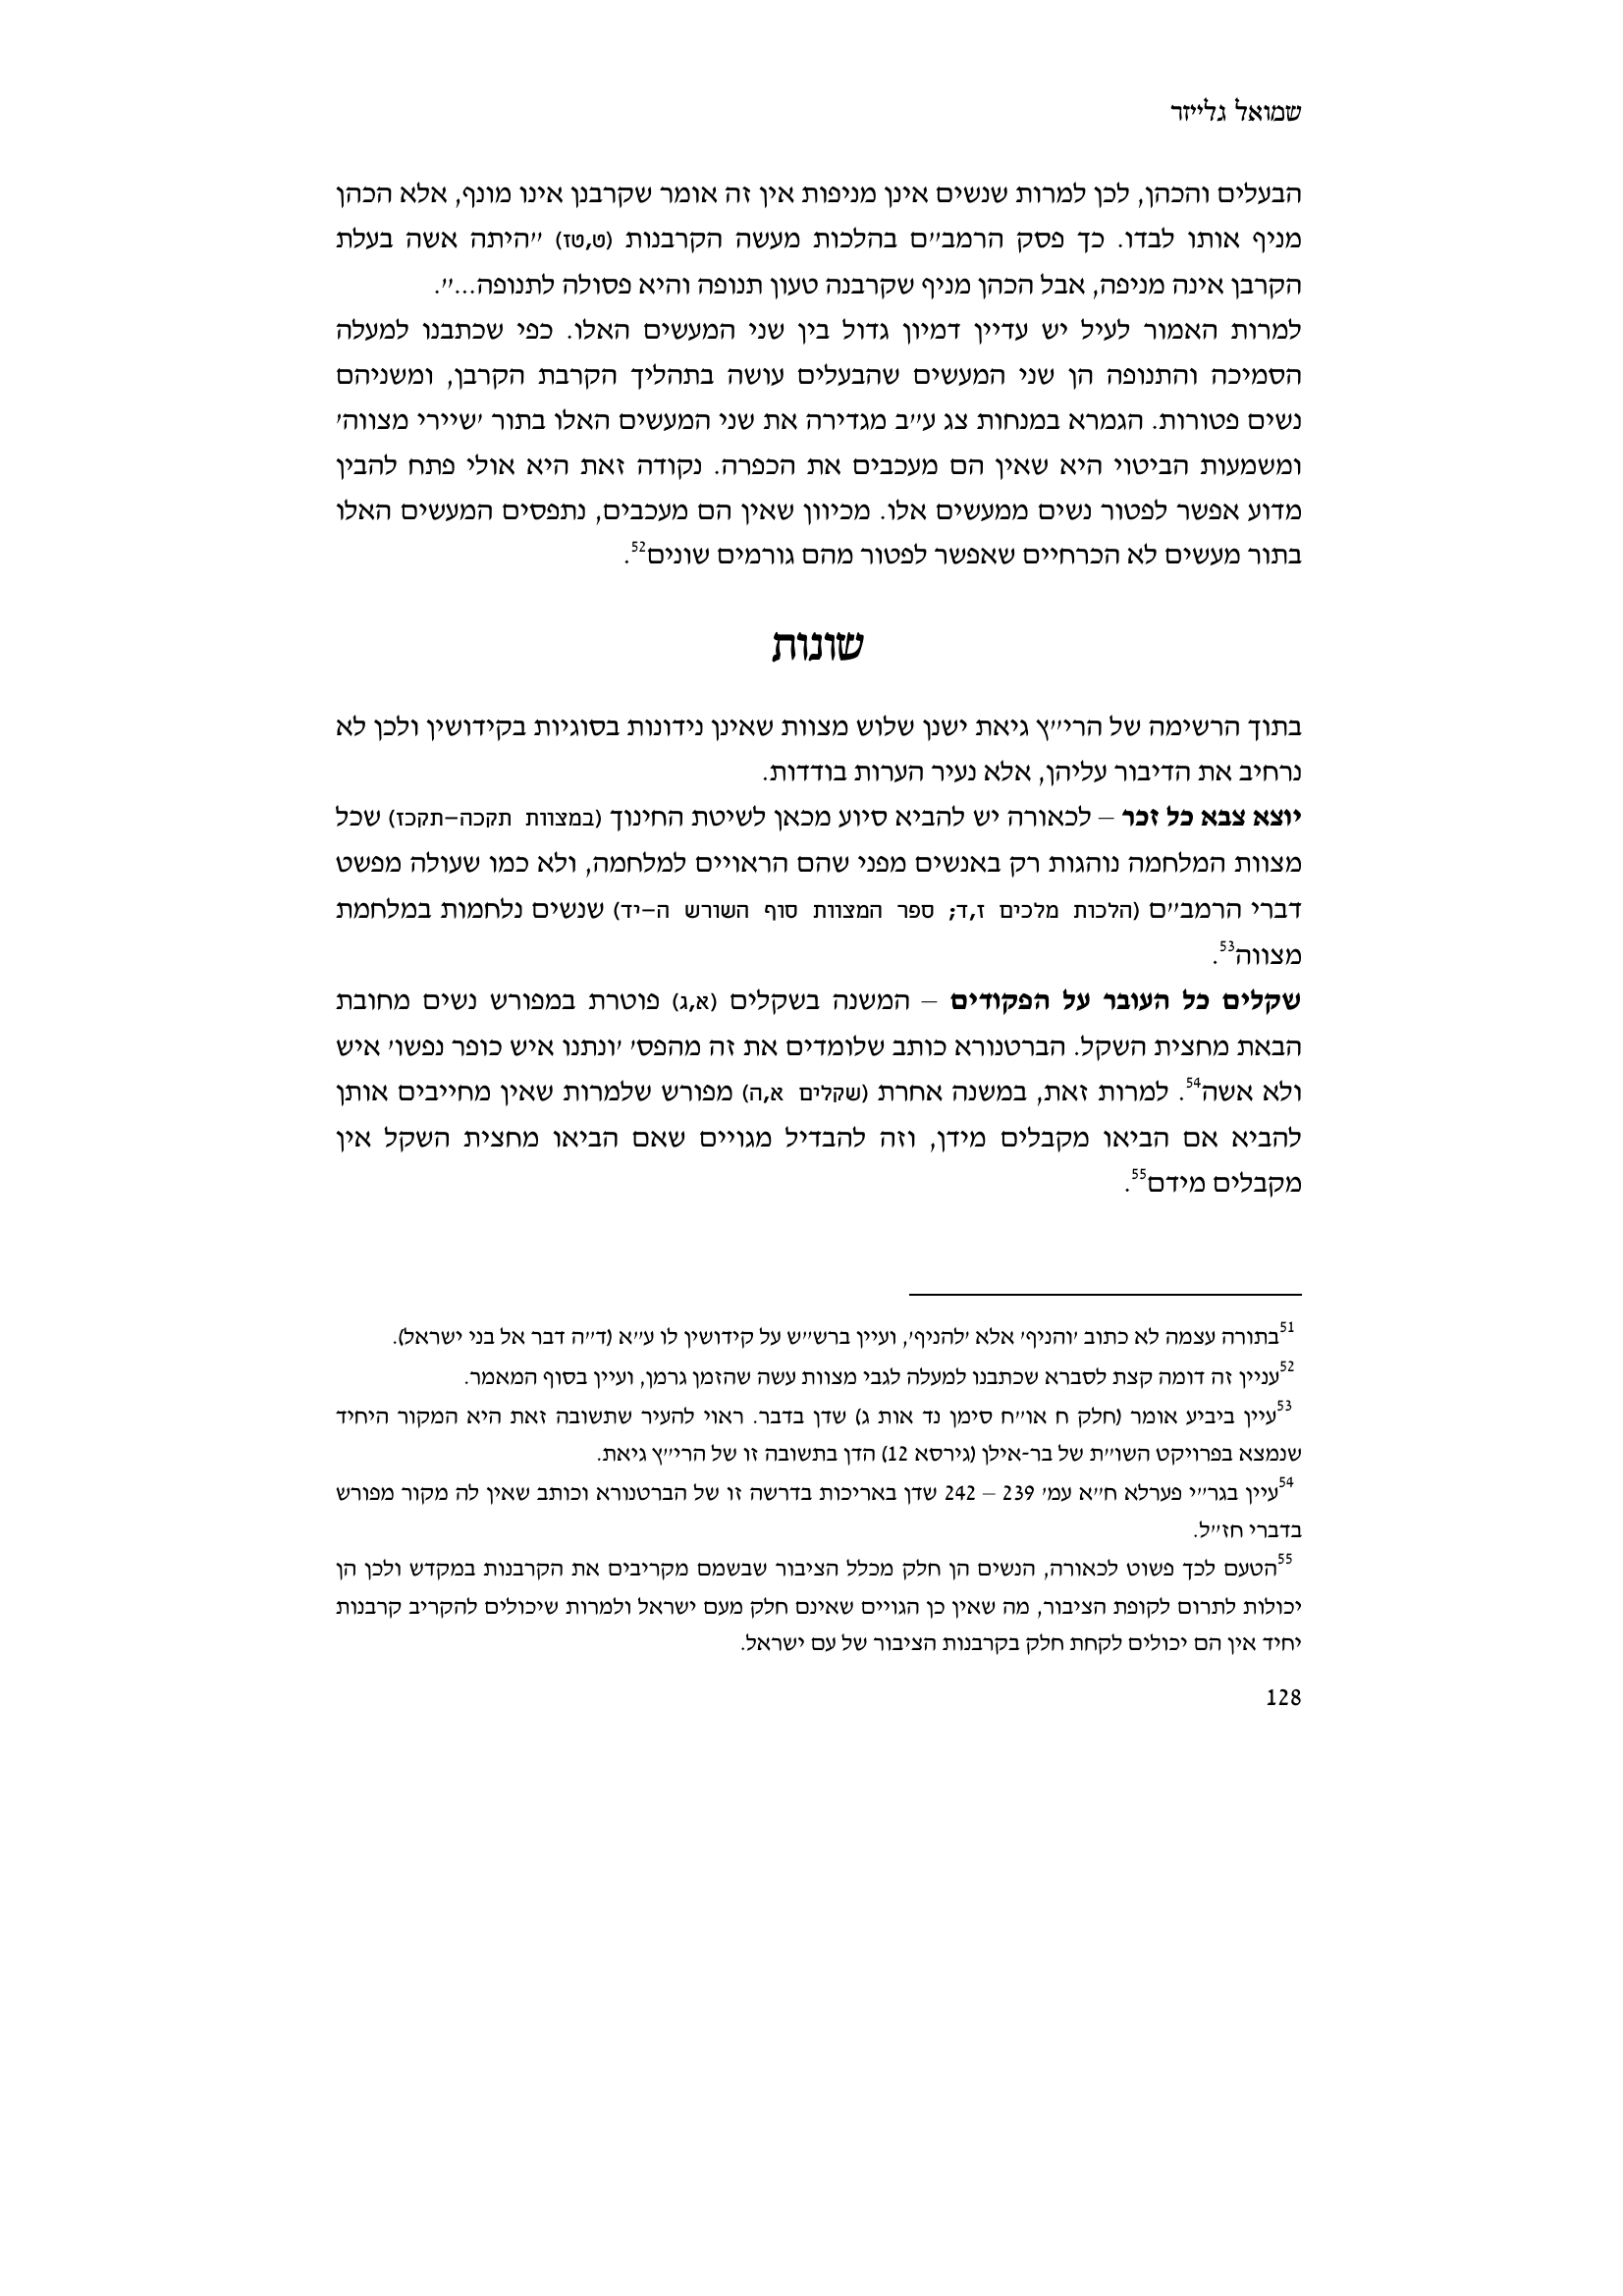 שמואל גלייזר
הבעלים והכהן, לכן למרות שנשים אינן מניפות אין זה אומר שקרבנן אינו מונף, אלא הכהן
מניף אותו לבדו. כך פסק הרמב״ם בהלכות מעשה הקרבנות (ט,טז) ״היתה אשה בעלת
הקרבן אינה מניפה, אבל הכהן מניף שקרבנה טעון תנופה והיא פסולה לתנופה...״.
למרות האמור לעיל יש עדיין דמיון גדול בין שני המעשים האלו. כפי שכתבנו למעלה
הסמיכה והתנופה הן שני המעשים שהבעלים עושה בתהליך הקרבת הקרבן, ומשניהם
נשים פטורות. הגמרא במנחות צג ע״ב מגדירה את שני המעשים האלו בתור ׳שיירי מצווה׳
ומשמעות הביטוי היא שאין הם מעכבים את הכפרה. נקודה זאת היא אולי פתח להבין
מדוע אפשר לפטור נשים ממעשים אלו. מכיוון שאין הם מעכבים, נתפסים המעשים האלו
בתור מעשים לא הכרחיים שאפשר לפטור מהם גורמים שונים52.
שונות
בתוך הרשימה של הרי״ץ גיאת ישנן שלוש מצוות שאינן נידונות בסוגיות בקידושין ולכן לא
נרחיב את הדיבור עליהן, אלא נעיר הערות בודדות.
יוצא צבא כל זכר – לכאורה יש להביא סיוע מכאן לשיטת החינוך (במצוות תקכה–תקכז) שכל
מצוות המלחמה נוהגות רק באנשים מפני שהם הראויים למלחמה, ולא כמו שעולה מפשט
דברי הרמב״ם (הלכות מלכים ז,ד; ספר המצוות סוף השורש ה–יד) שנשים נלחמות במלחמת
מצווה53.
שקלים כל העובר על הפקודים – המשנה בשקלים (א,ג) פוטרת במפורש נשים מחובת
הבאת מחצית השקל. הברטנורא כותב שלומדים את זה מהפס׳ ׳ונתנו איש כופר נפשו׳ איש
ולא אשה54. למרות זאת, במשנה אחרת (שקלים א,ה) מפורש שלמרות שאין מחייבים אותן
להביא אם הביאו מקבלים מידן, וזה להבדיל מגויים שאם הביאו מחצית השקל אין
מקבלים מידם55.
51בתורה עצמה לא כתוב ׳והניף׳ אלא ׳להניף׳, ועיין ברש״ש על קידושין לו ע״א (ד״ה דבר אל בני ישראל).
52עניין זה דומה קצת לסברא שכתבנו למעלה לגבי מצוות עשה שהזמן גרמן, ועיין בסוף המאמר.
53עיין ביביע אומר (חלק ח או״ח סימן נד אות ג) שדן בדבר. ראוי להעיר שתשובה זאת היא המקור היחיד
שנמצא בפרויקט השו״ת של בר-אילן (גירסא 12) הדן בתשובה זו של הרי״ץ גיאת.
54עיין בגר״י פערלא ח״א עמ׳ 239 – 242 שדן באריכות בדרשה זו של הברטנורא וכותב שאין לה מקור מפורש
בדברי חז״ל.
55הטעם לכך פשוט לכאורה, הנשים הן חלק מכלל הציבור שבשמם מקריבים את הקרבנות במקדש ולכן הן
יכולות לתרום לקופת הציבור, מה שאין כן הגויים שאינם חלק מעם ישראל ולמרות שיכולים להקריב קרבנות
יחיד אין הם יכולים לקחת חלק בקרבנות הציבור של עם ישראל.
128